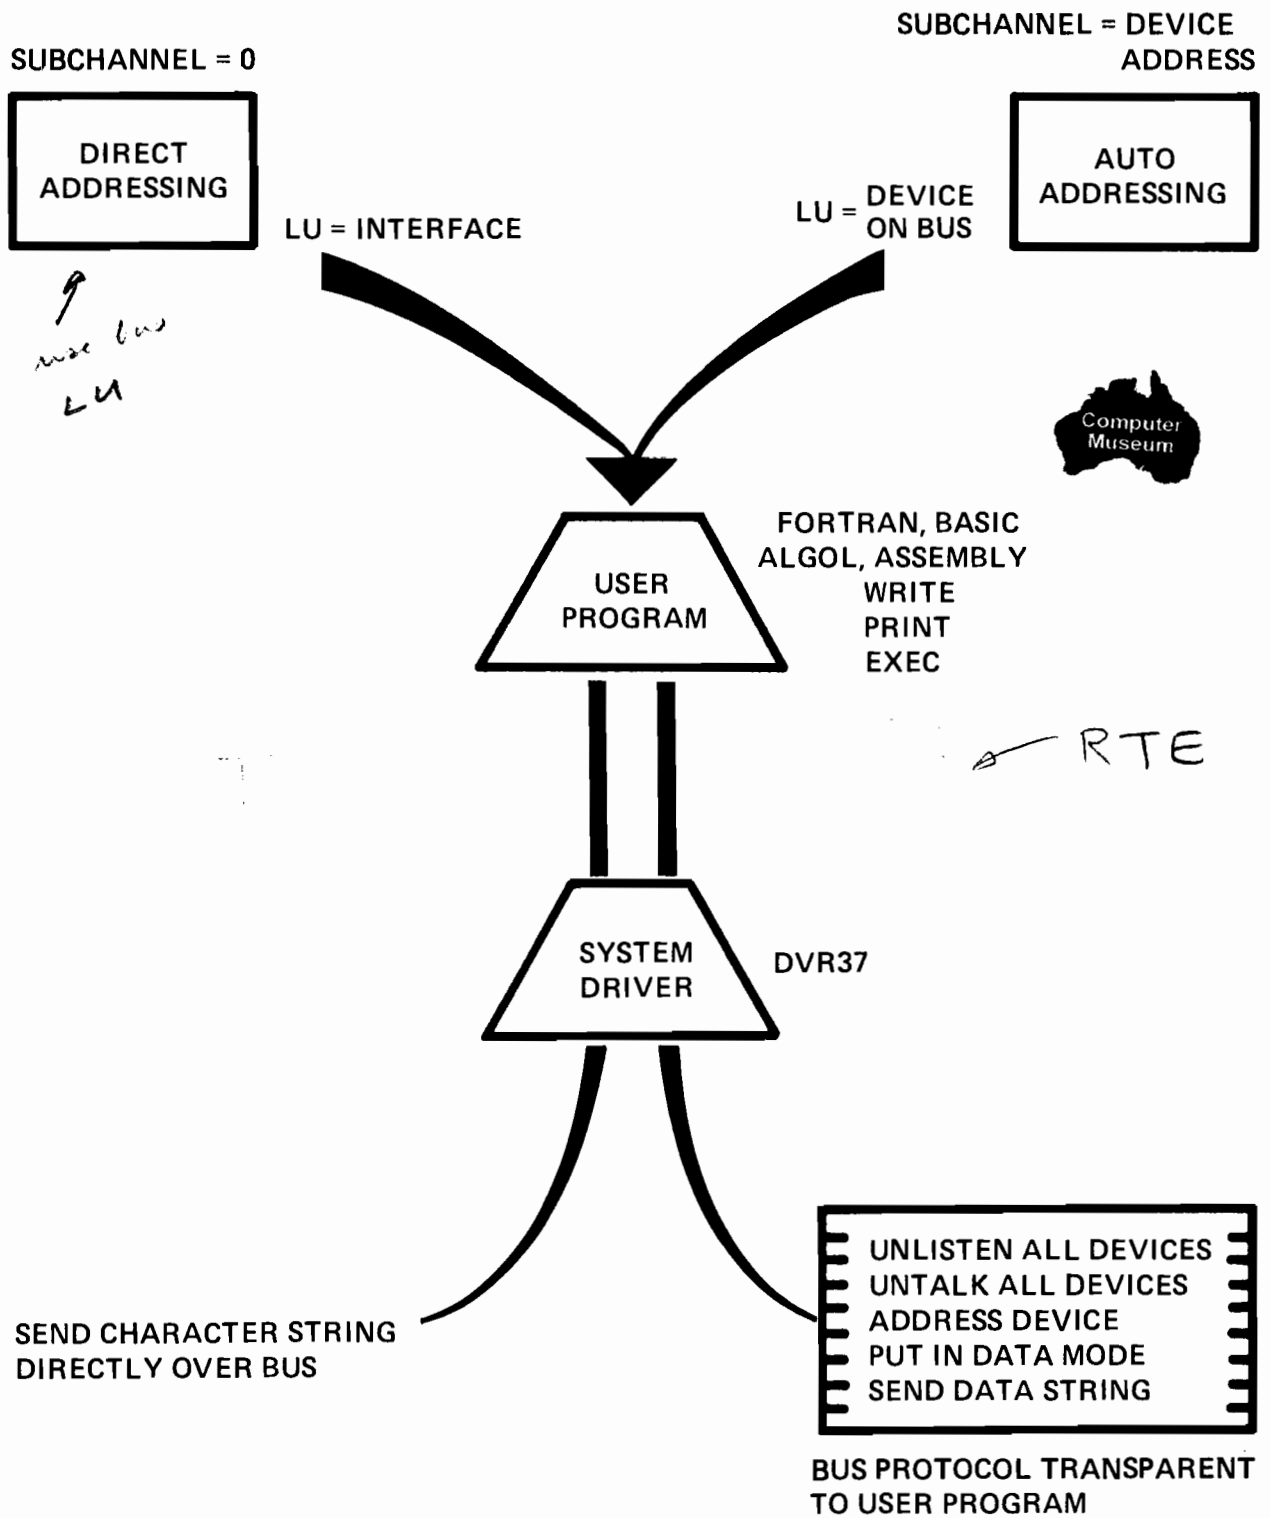 SUBCHANNEL = 0
SUBCHANNEL = DEVICE
ADDRESS
DIRECT
ADDRESSING
AUTO
ADDRESSING
LU = INTERFACE
LU = DEVICE
ON BUS
use bus
LU
Computer
Museum
FORTRAN, BASIC
ALGOL, ASSEMBLY
WRITE
PRINT
EXEC
USER
PROGRAM
RTE
SYSTEM
DRIVER
DVR37
SEND CHARACTER STRING
DIRECTLY OVER BUS
UNLISTEN ALL DEVICES
UNTALK ALL DEVICES
ADDRESS DEVICE
PUT IN DATA MODE
SEND DATA STRING
BUS PROTOCOL TRANSPARENT
TO USER PROGRAM